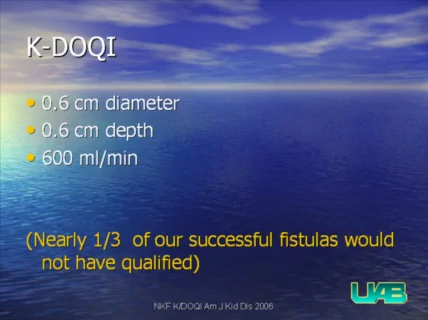 K-DOQI
• 0.6 cm diameter
• 0.6 cm depth
• 600 ml/min
(Nearly 1/3 of our successful fistulas would
not have qualified)
NKF K/DOQI Am J Kid Dis 2006
UAB